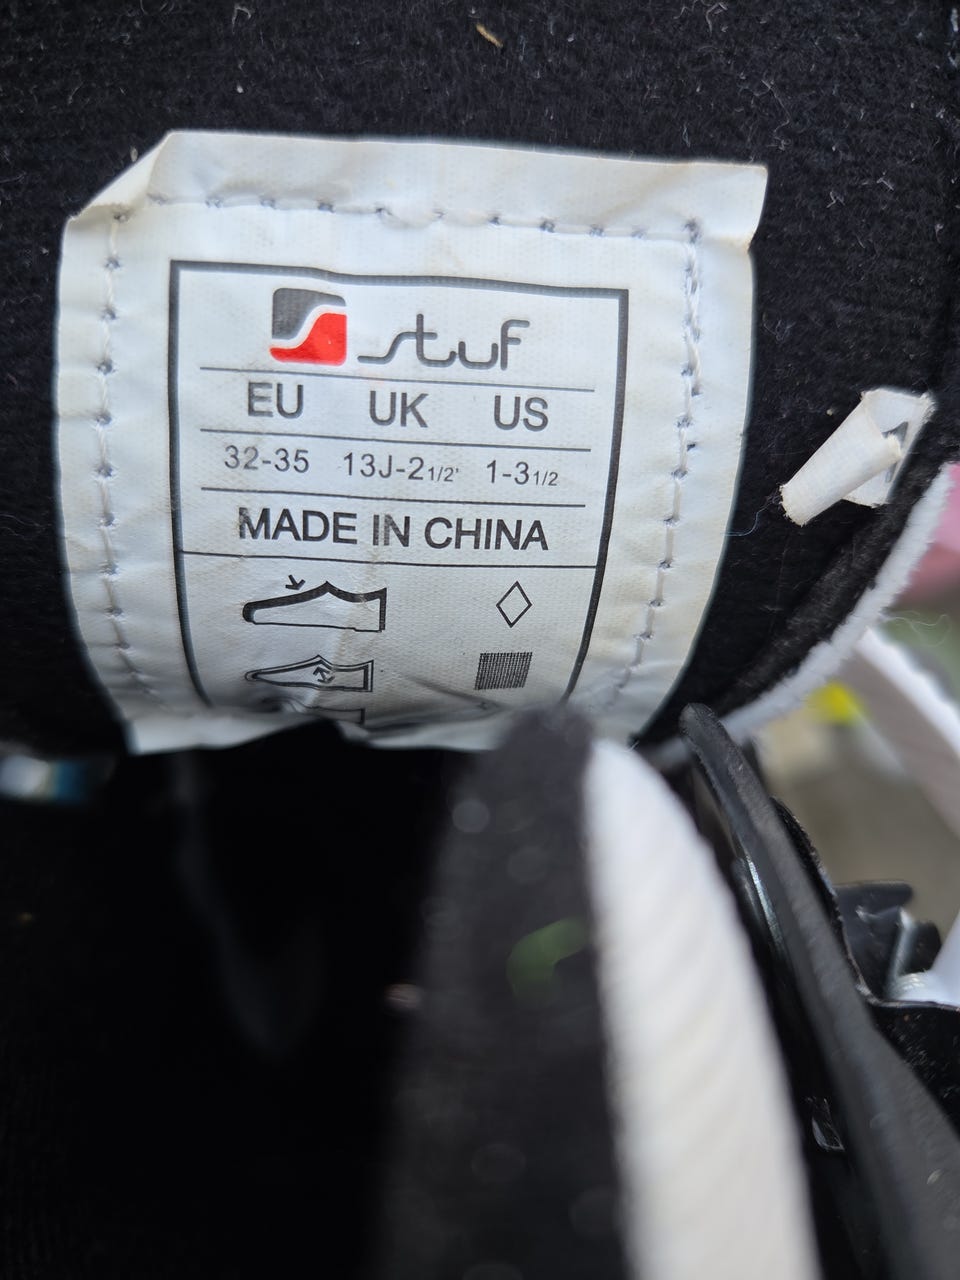 stuf
EU UK US
32-35 13J-2 1/2' 1-3 1/2
MADE IN CHINA